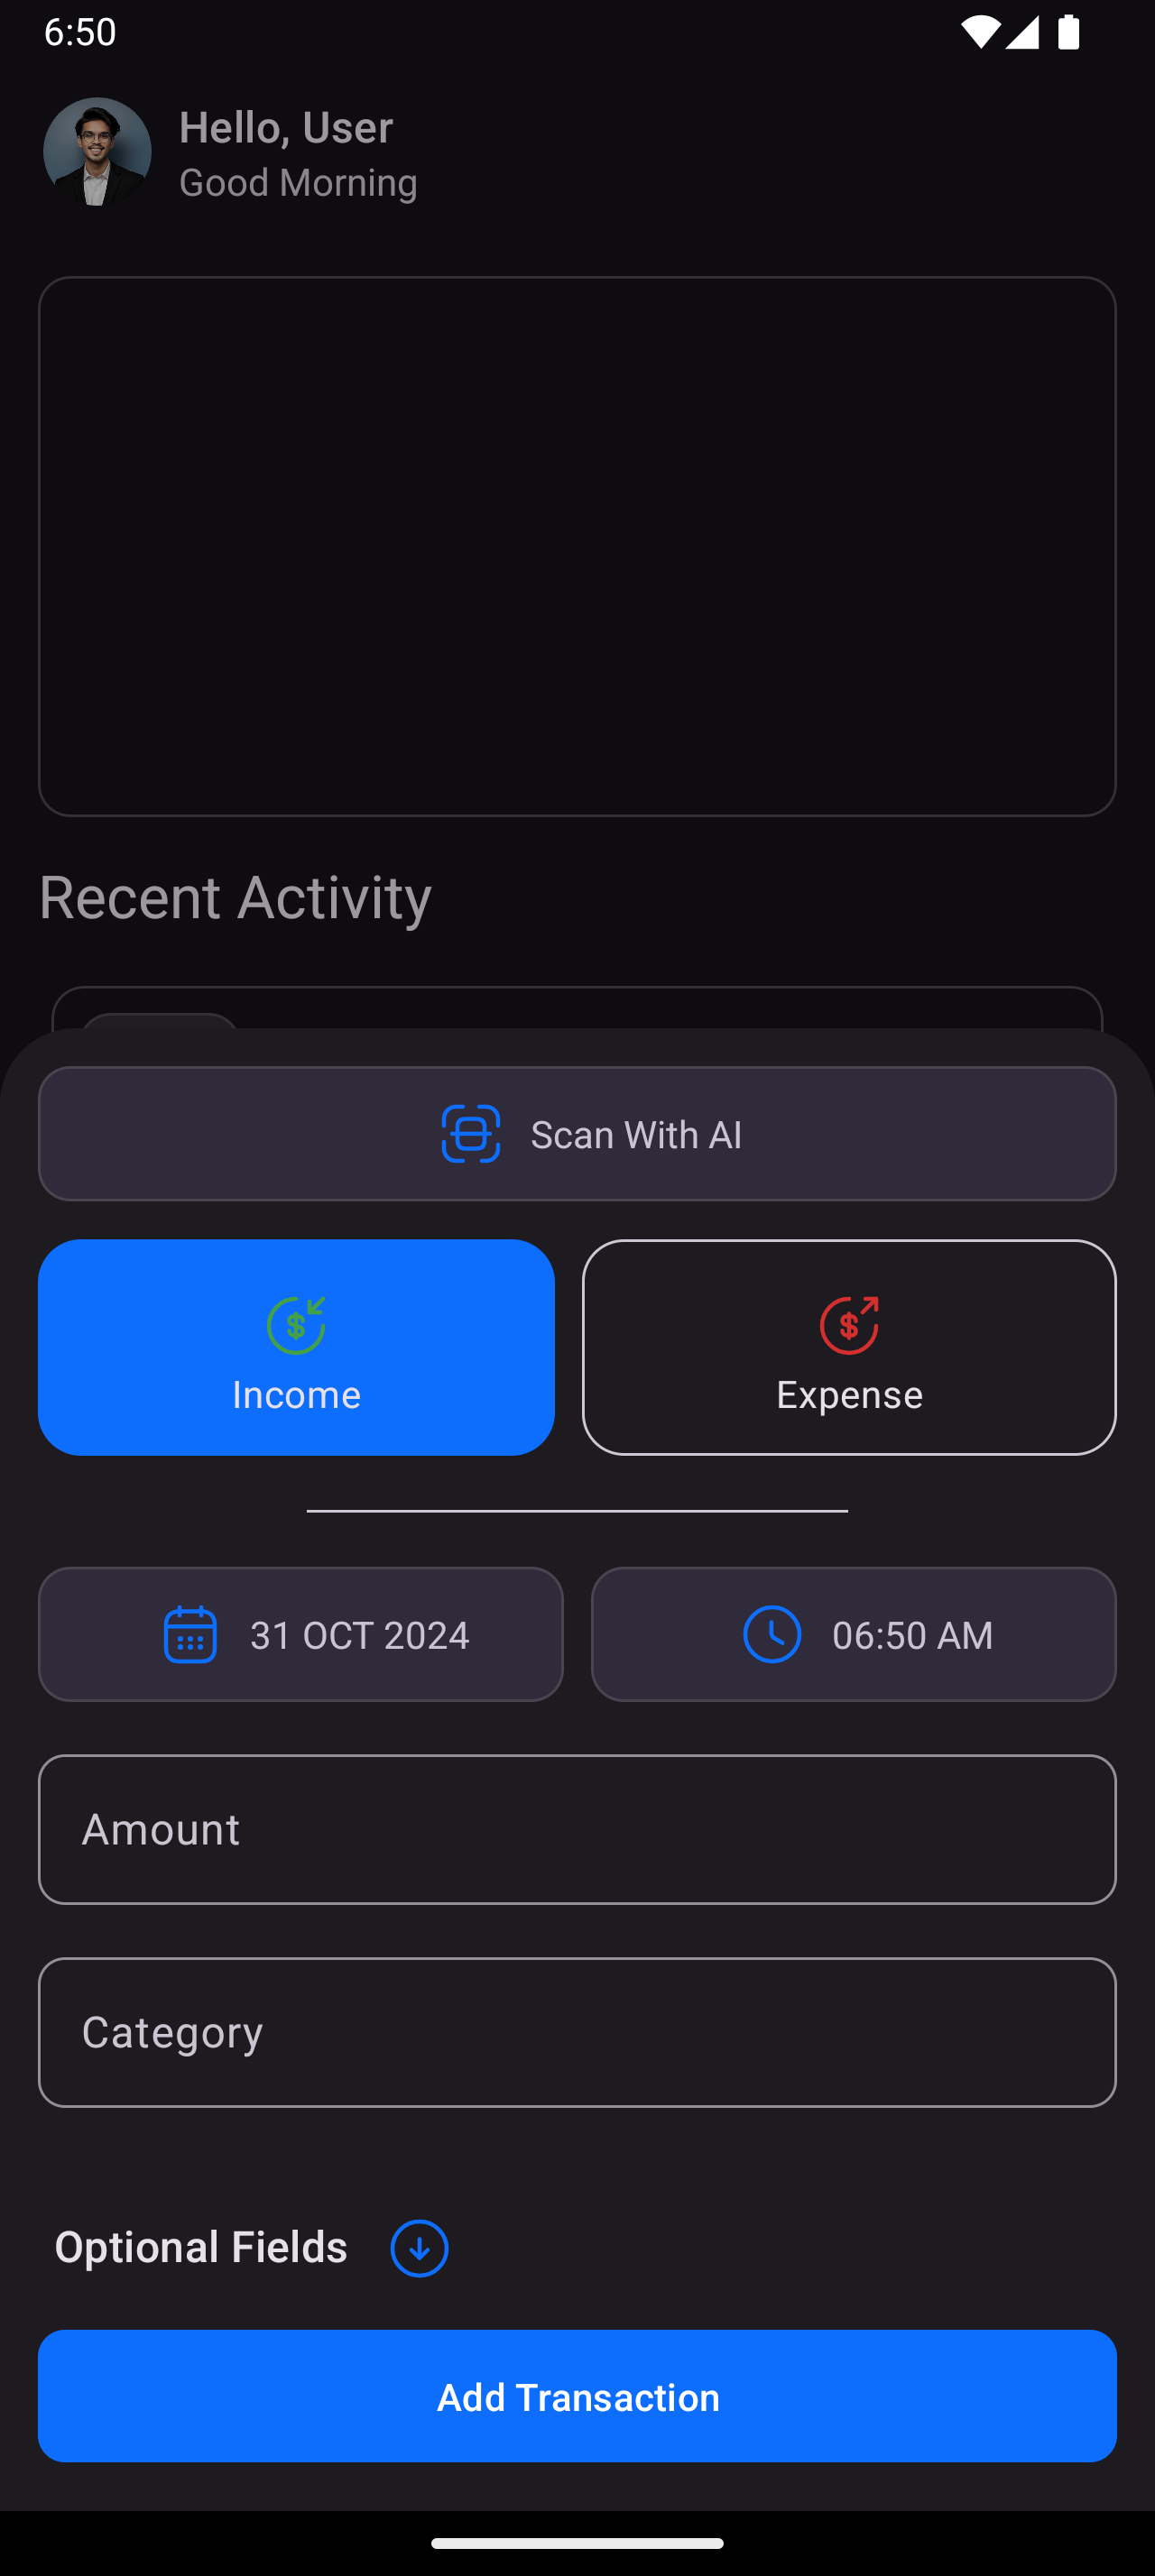 6:50
Hello, User
Good Morning
Recent Activity
Scan With AI
Income
Expense
31 OCT 2024
06:50 AM
Amount
Category
Optional Fields
Add Transaction